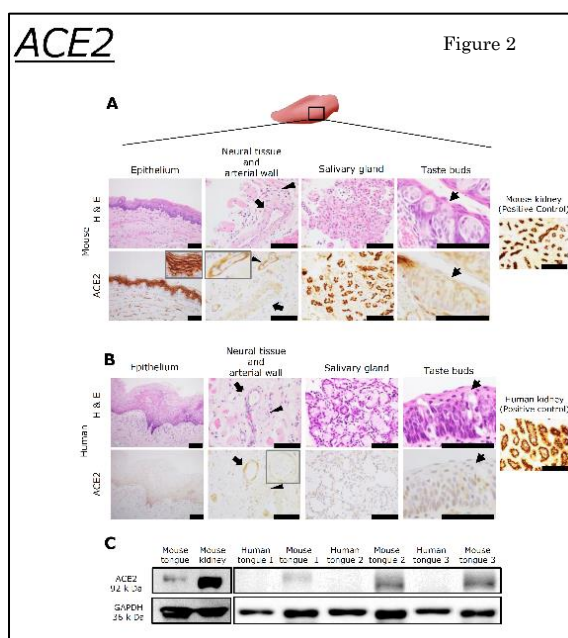 ACE2
Figure 2
A
Epithelium
Neural tissue
and
arterial wall
Salivary gland
Taste buds
Mouse kidney
(Positive Control)
Mouse
H & E
ACE2
B
Epithelium
Neural tissue
and
arterial wall
Salivary gland
Taste buds
Human kidney
(Positive control)
Human
H & E
ACE2
C
Mouse tongue
Mouse kidney
Human tongue 1
Mouse tongue 1
Human tongue 2
Mouse tongue 2
Human tongue 3
Mouse tongue 3
ACE2
92 k Da
GAPDH
36 k Da